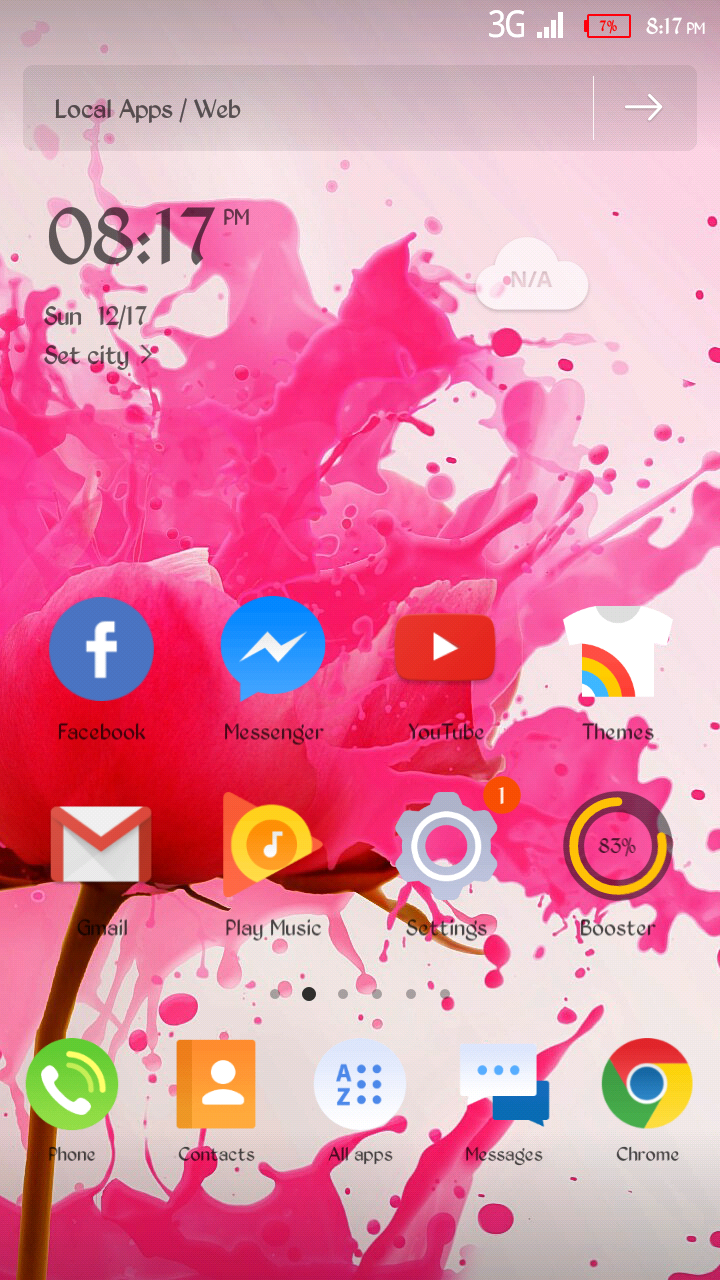 3G 7% 8:17 PM
Local Apps / Web
08:17 PM
N/A
Sun 12/17
Set city >
Facebook Messenger YouTube Themes
1
83%
Gmail Play Music Settings Booster
A
Z
Phone Contacts All apps Messages Chrome